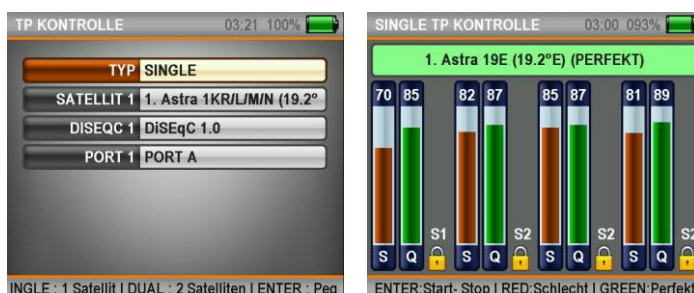 TP KONTROLLE 03:21 100%
TYP SINGLE
SATELLIT 1 1. Astra 1KR/L/M/N (19.2°
DISEQC 1 DiSEqC 1.0
PORT 1 PORT A
INGLE : 1 Satellit | DUAL : 2 Satelliten | ENTER : Peg
SINGLE TP KONTROLLE 03:00 093%
1. Astra 19E (19.2ºE) (PERFEKT)
70 85 82 87 85 87 81 89
S1 S2 S2 S2
S Q S Q S Q S Q
ENTER:Start- Stop | RED:Schlecht | GREEN:Perfekt